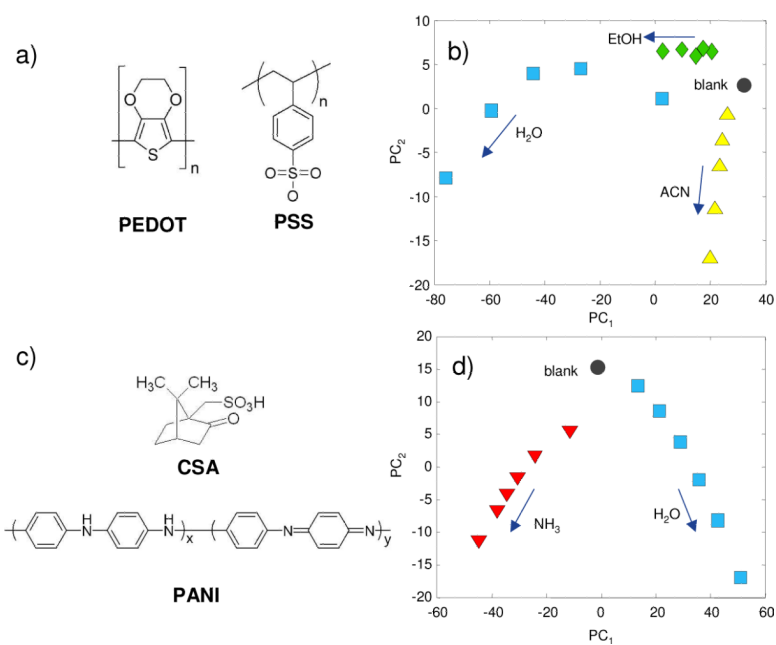 a)
O
O
S
n
PEDOT
n
O=S=O
O
PSS
b)
EtOH
blank
H2O
ACN
PC2
10
5
0
-5
-10
-15
-20
-80
-60
-40
-20
0
20
40
PC1
c)
H3C
CH3
SO3H
O
CSA
H
N
H
N
x
N
N
y
PANI
d)
blank
NH3
H2O
PC2
20
15
10
5
0
-5
-10
-15
-20
-60
-40
-20
0
20
40
60
PC1